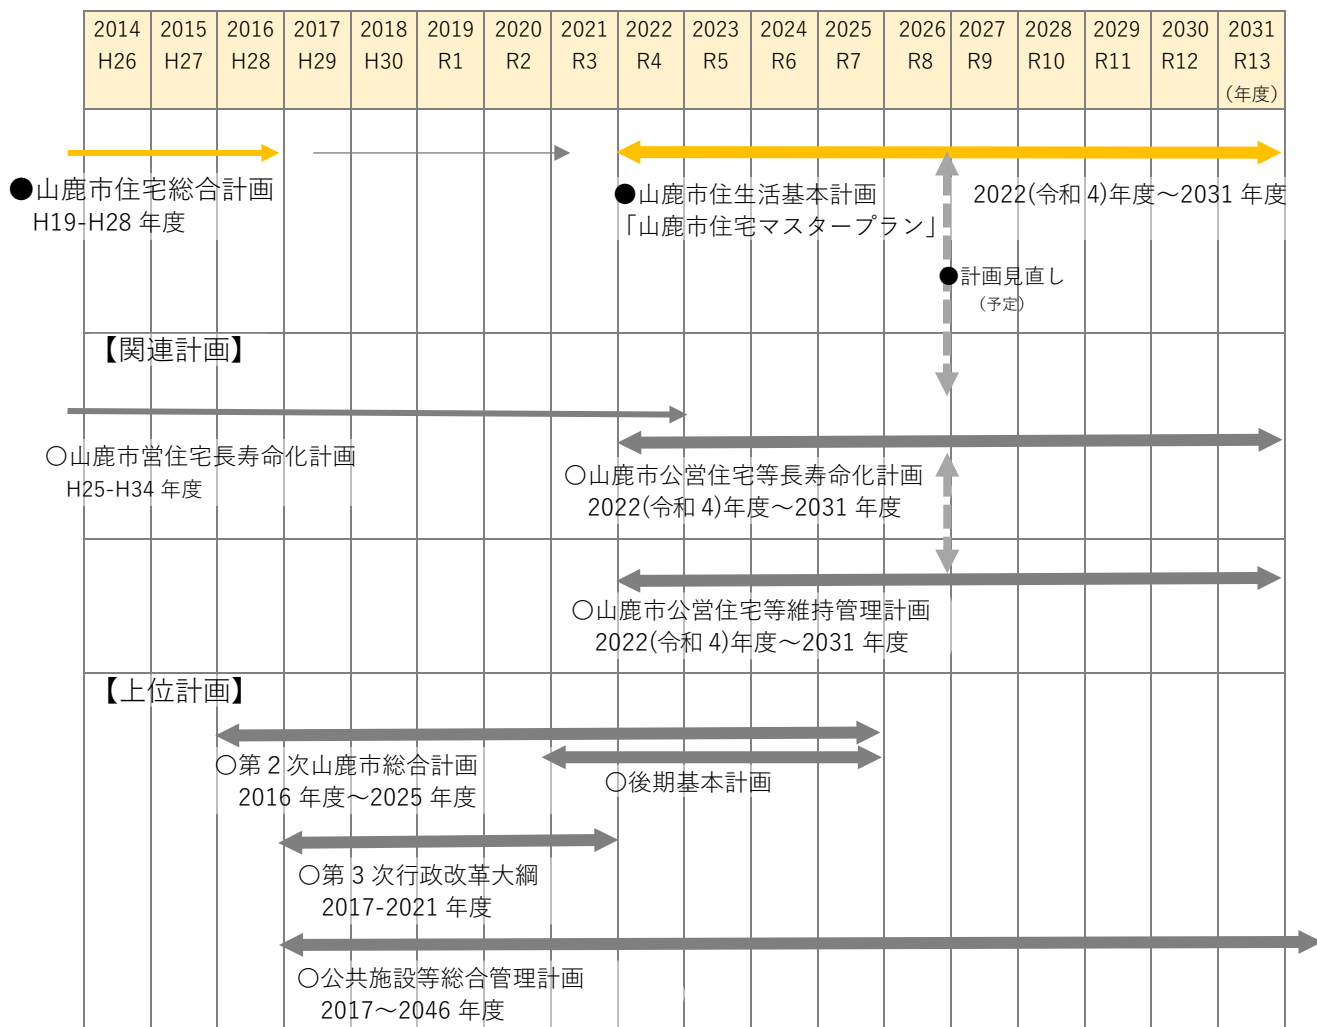 2014 2015 2016 2017 2018 2019 2020 2021 2022 2023 2024 2025 2026 2027 2028 2029 2030 2031
H26 H27 H28 H29 H30 R1 R2 R3 R4 R5 R6 R7 R8 R9 R10 R11 R12 R13
（年度）
●山鹿市住宅総合計画
H19-H28 年度
●山鹿市住生活基本計画
「山鹿市住宅マスタープラン」
2022(令和 4)年度～2031 年度
●計画見直し
（予定）
【関連計画】
○山鹿市営住宅長寿命化計画
H25-H34 年度
○山鹿市公営住宅等長寿命化計画
2022(令和 4)年度～2031 年度
○山鹿市公営住宅等維持管理計画
2022(令和 4)年度～2031 年度
【上位計画】
○第２次山鹿市総合計画
2016 年度～2025 年度
○後期基本計画
○第３次行政改革大綱
2017-2021 年度
○公共施設等総合管理計画
2017～2046 年度